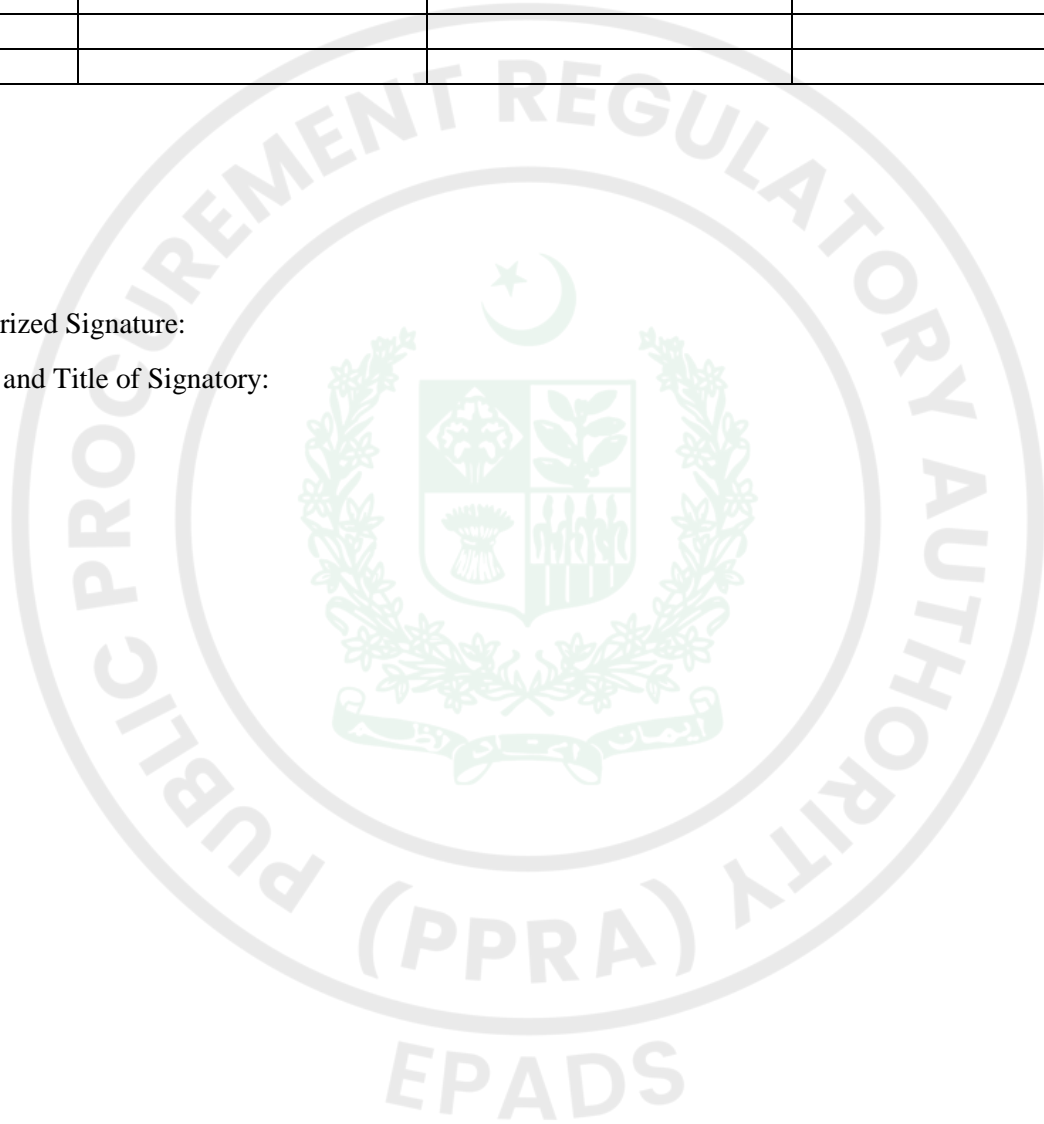 rized Signature:
and Title of Signatory:
PUBLIC PROCUREMENT REGULATORY AUTHORITY
(PPRA)
EPADS